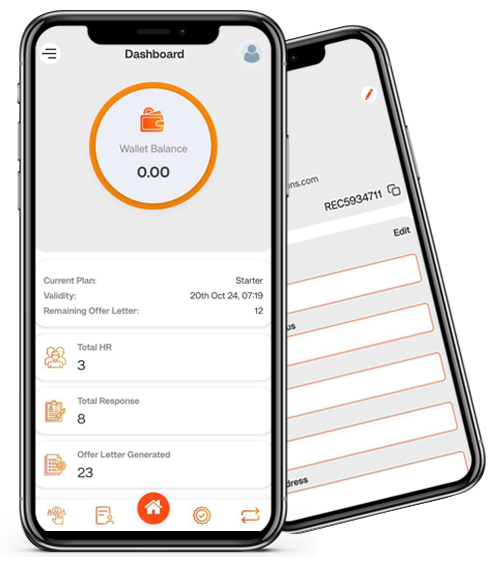 Dashboard
Wallet Balance
0.00
Current Plan: Starter
Validity: 20th Oct 24, 07:19
Remaining Offer Letter: 12
Total HR
3
Total Response
8
Offer Letter Generated
23
ons.com
REC5934711
Edit
us
dress